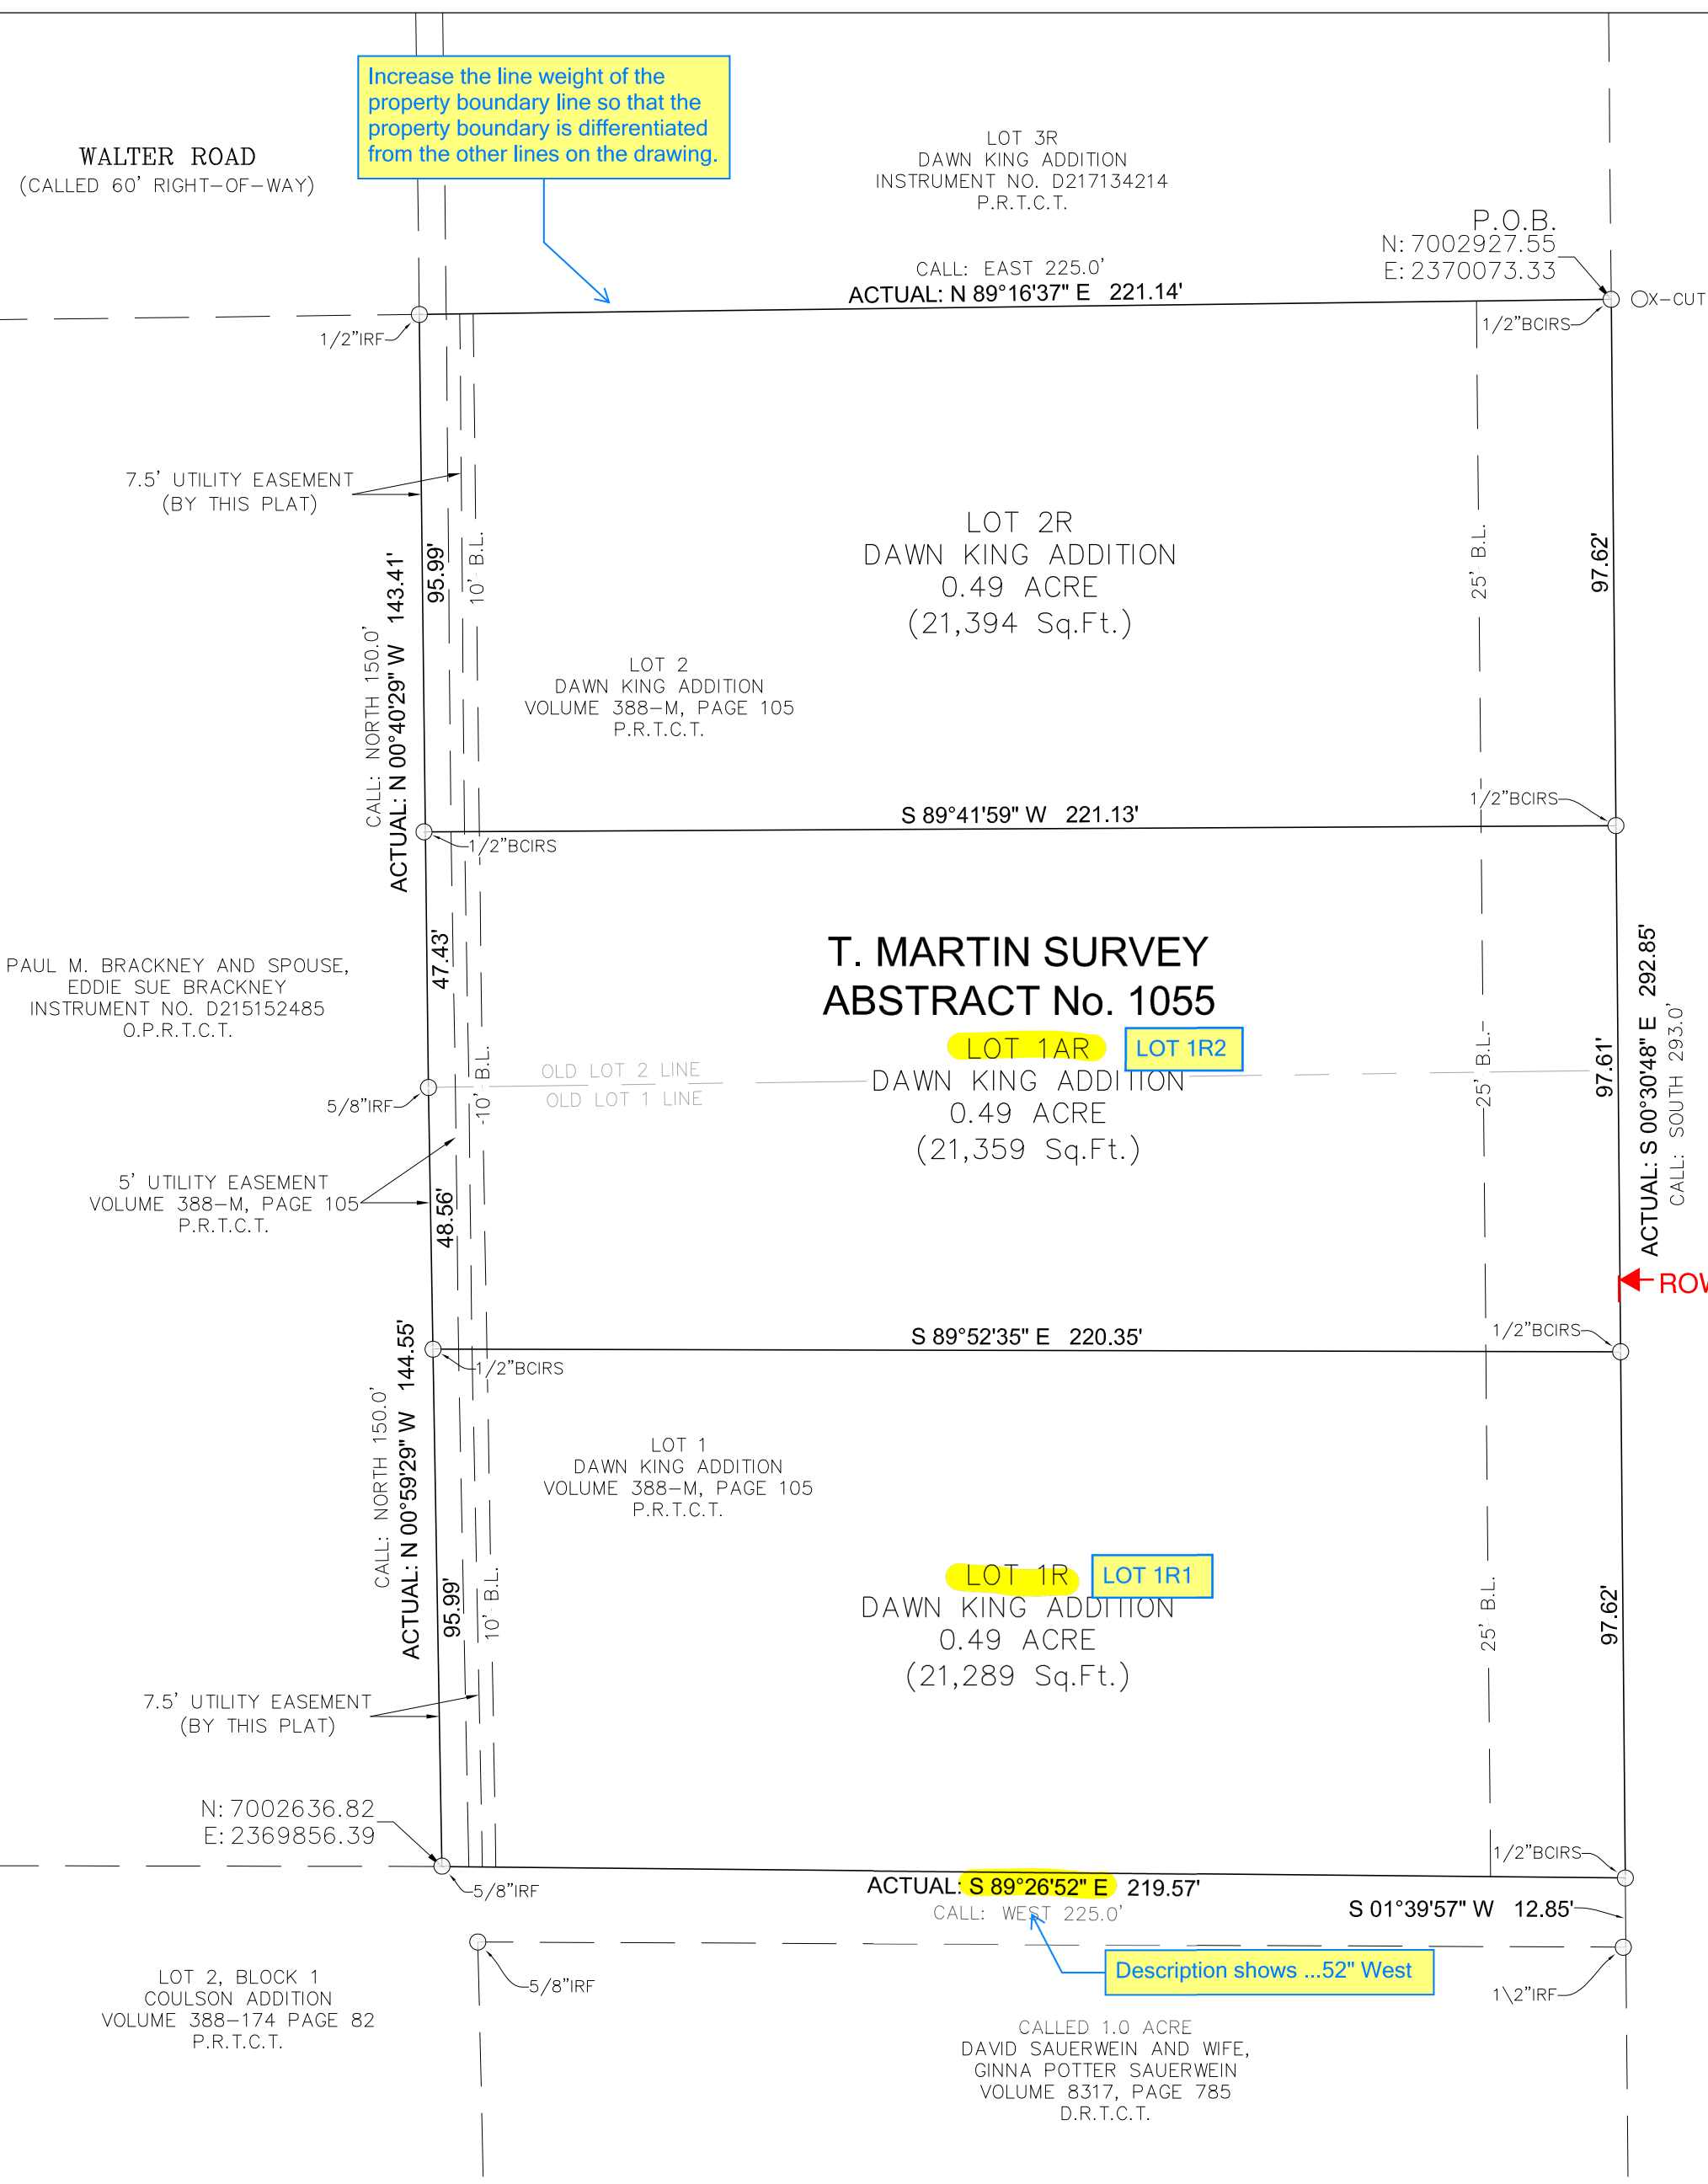 Increase the line weight of the
property boundary line so that the
property boundary is differentiated
from the other lines on the drawing.
WALTER ROAD
(CALLED 60' RIGHT-OF-WAY)
LOT 3R
DAWN KING ADDITION
INSTRUMENT NO. D217134214
P.R.T.C.T.
P.O.B.
N: 7002927.55
E: 2370073.33
CALL: EAST 225.0'
ACTUAL: N 89°16'37" E 221.14'
X-CUT
1/2"IRF
1/2"BCIRS
7.5' UTILITY EASEMENT
(BY THIS PLAT)
CALL: NORTH 150.0'
ACTUAL: N 00°40'29" W 143.41'
95.99'
10' B.L.
LOT 2R
DAWN KING ADDITION
0.49 ACRE
(21,394 Sq.Ft.)
25' B.L.
97.62'
LOT 2
DAWN KING ADDITION
VOLUME 388-M, PAGE 105
P.R.T.C.T.
S 89°41'59" W 221.13'
1/2"BCIRS
1/2"BCIRS
T. MARTIN SURVEY
ABSTRACT No. 1055
PAUL M. BRACKNEY AND SPOUSE,
EDDIE SUE BRACKNEY
INSTRUMENT NO. D215152485
O.P.R.T.C.T.
47.43'
LOT 1AR
LOT 1R2
DAWN KING ADDITION
0.49 ACRE
(21,359 Sq.Ft.)
OLD LOT 2 LINE
OLD LOT 1 LINE
10' B.L.
25' B.L.
97.61'
ACTUAL: S 00°30'48" E 292.85'
CALL: SOUTH 293.0'
5/8"IRF
5' UTILITY EASEMENT
VOLUME 388-M, PAGE 105
P.R.T.C.T.
48.56'
ROW
S 89°52'35" E 220.35'
1/2"BCIRS
1/2"BCIRS
CALL: NORTH 150.0'
ACTUAL: N 00°59'29" W 144.55'
LOT 1
DAWN KING ADDITION
VOLUME 388-M, PAGE 105
P.R.T.C.T.
95.99'
10' B.L.
LOT 1R
LOT 1R1
DAWN KING ADDITION
0.49 ACRE
(21,289 Sq.Ft.)
25' B.L.
97.62'
7.5' UTILITY EASEMENT
(BY THIS PLAT)
N: 7002636.82
E: 2369856.39
1/2"BCIRS
5/8"IRF
ACTUAL: S 89°26'52" E 219.57'
CALL: WEST 225.0'
S 01°39'57" W 12.85'
Description shows ...52" West
5/8"IRF
1\2"IRF
LOT 2, BLOCK 1
COULSON ADDITION
VOLUME 388-174 PAGE 82
P.R.T.C.T.
CALLED 1.0 ACRE
DAVID SAUERWEIN AND WIFE,
GINNA POTTER SAUERWEIN
VOLUME 8317, PAGE 785
D.R.T.C.T.